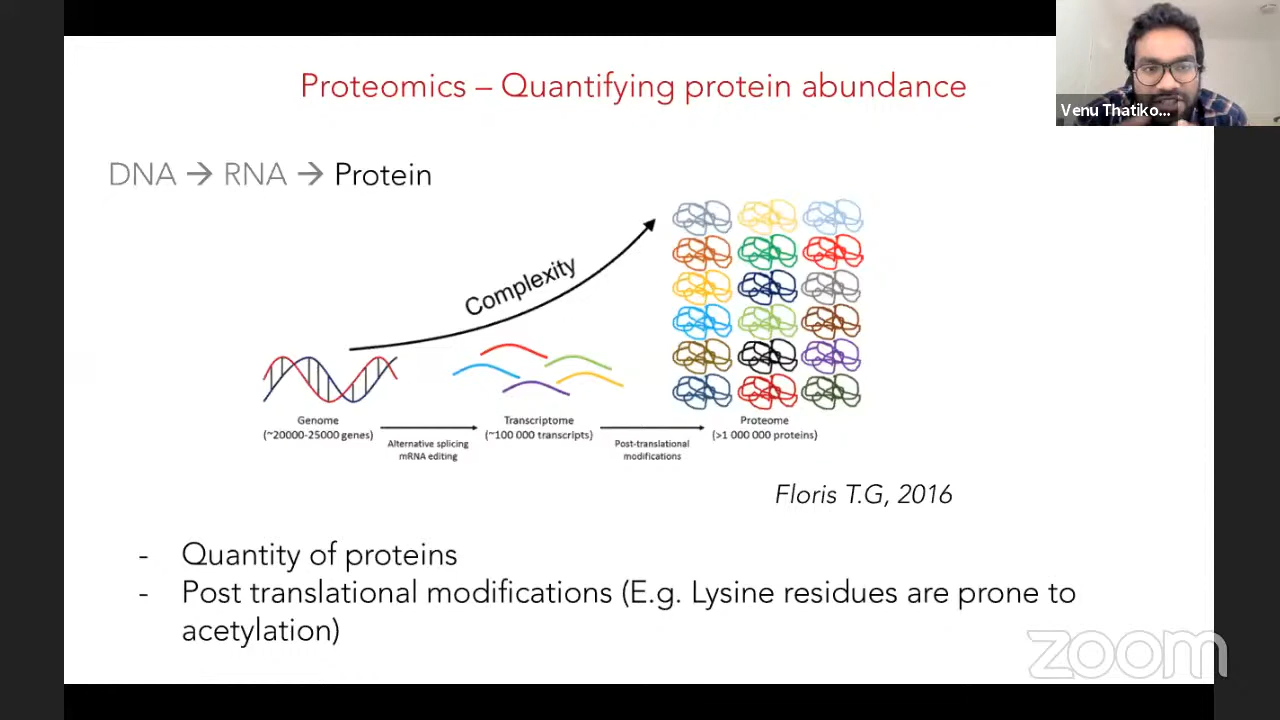 Proteomics – Quantifying protein abundance
Venu Thatiko...
DNA → RNA → Protein
Complexity
Genome
(~20000-25000 genes)
Alternative splicing
mRNA editing
Transcriptome
(~100 000 transcripts)
Post-translational
modifications
Proteome
(>1 000 000 proteins)
Floris T.G, 2016
- Quantity of proteins
- Post translational modifications (E.g. Lysine residues are prone to
acetylation)
zoom